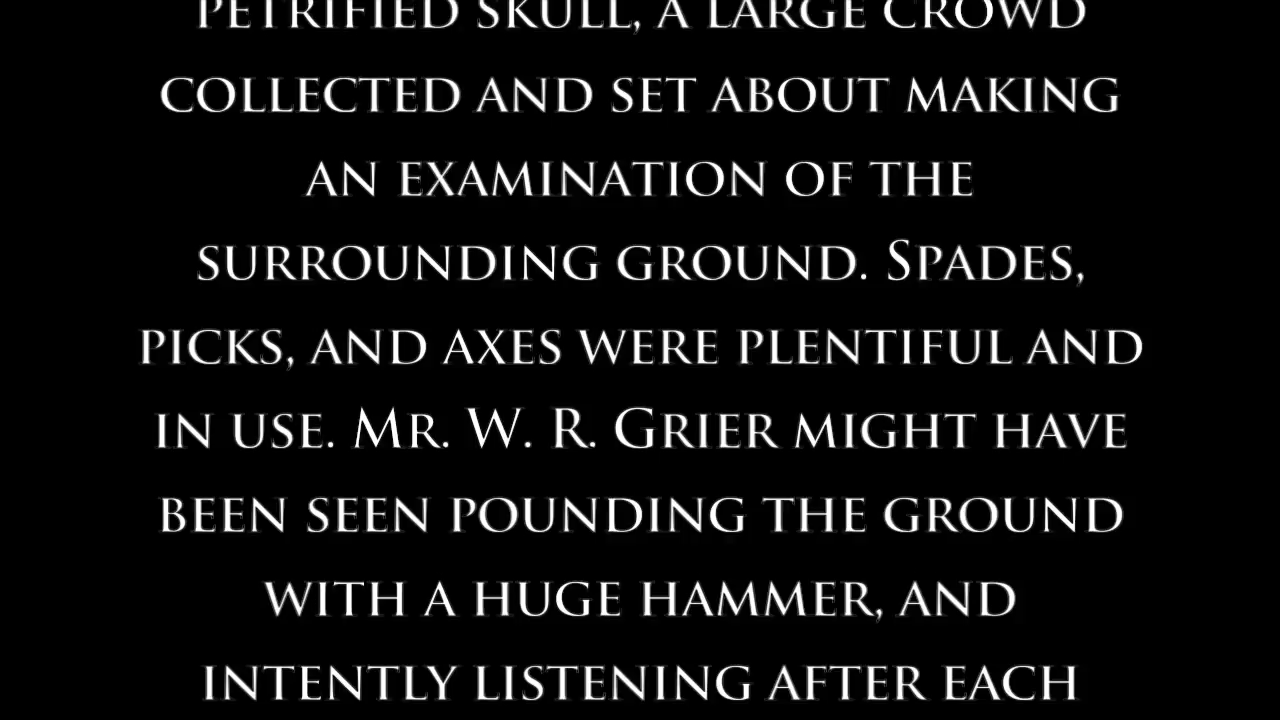 PETRIFIED SKULL, A LARGE CROWD
COLLECTED AND SET ABOUT MAKING
AN EXAMINATION OF THE
SURROUNDING GROUND. SPADES,
PICKS, AND AXES WERE PLENTIFUL AND
IN USE. MR. W. R. GRIER MIGHT HAVE
BEEN SEEN POUNDING THE GROUND
WITH A HUGE HAMMER, AND
INTENTLY LISTENING AFTER EACH